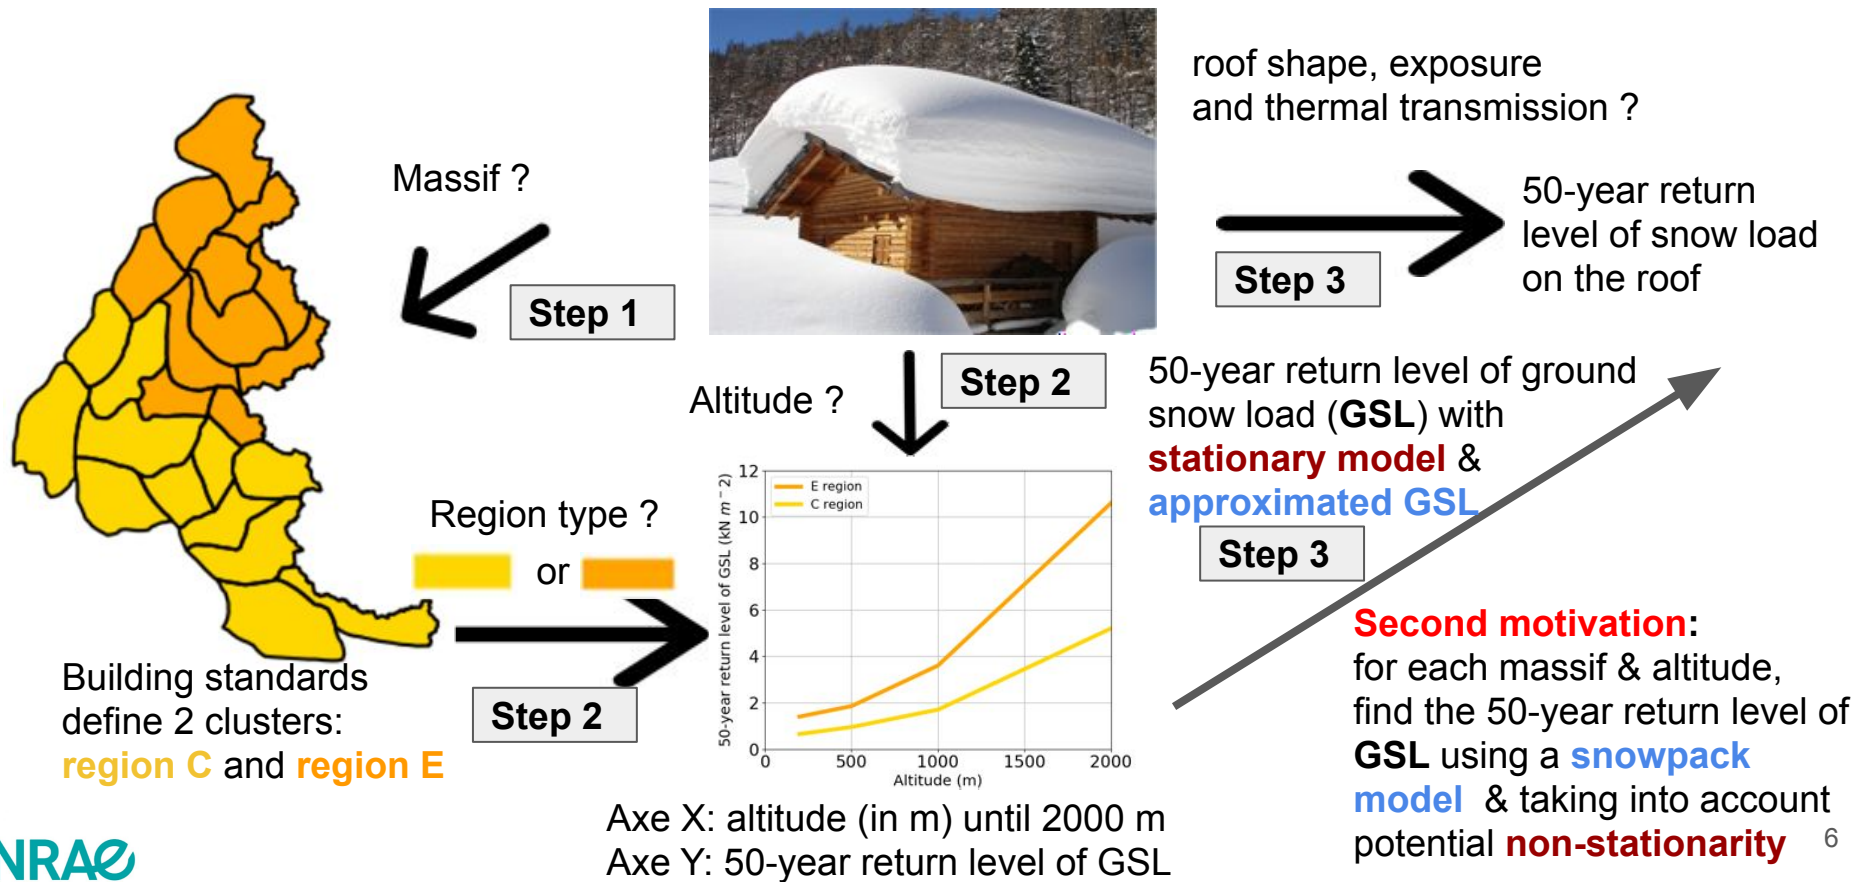 roof shape, exposure
and thermal transmission ?
Massif ?
Step 1
50-year return
level of snow load
on the roof
Step 3
Altitude ?
Step 2
50-year return level of ground
snow load (GSL) with
stationary model &
approximated GSL
Step 3
Region type ?
or
Step 2
Building standards
define 2 clusters:
region C and region E
E region
C region
50-year return level of GSL (kN m⁻2)
12
10
8
6
4
2
0
0 500 1000 1500 2000
Altitude (m)
Axe X: altitude (in m) until 2000 m
Axe Y: 50-year return level of GSL
Second motivation:
for each massif & altitude,
find the 50-year return level of
GSL using a snowpack
model & taking into account
potential non-stationarity
6
NRAE